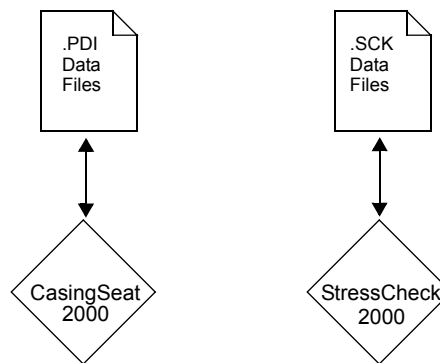 .PDI
Data
Files
.SCK
Data
Files
CasingSeat
2000
StressCheck
2000